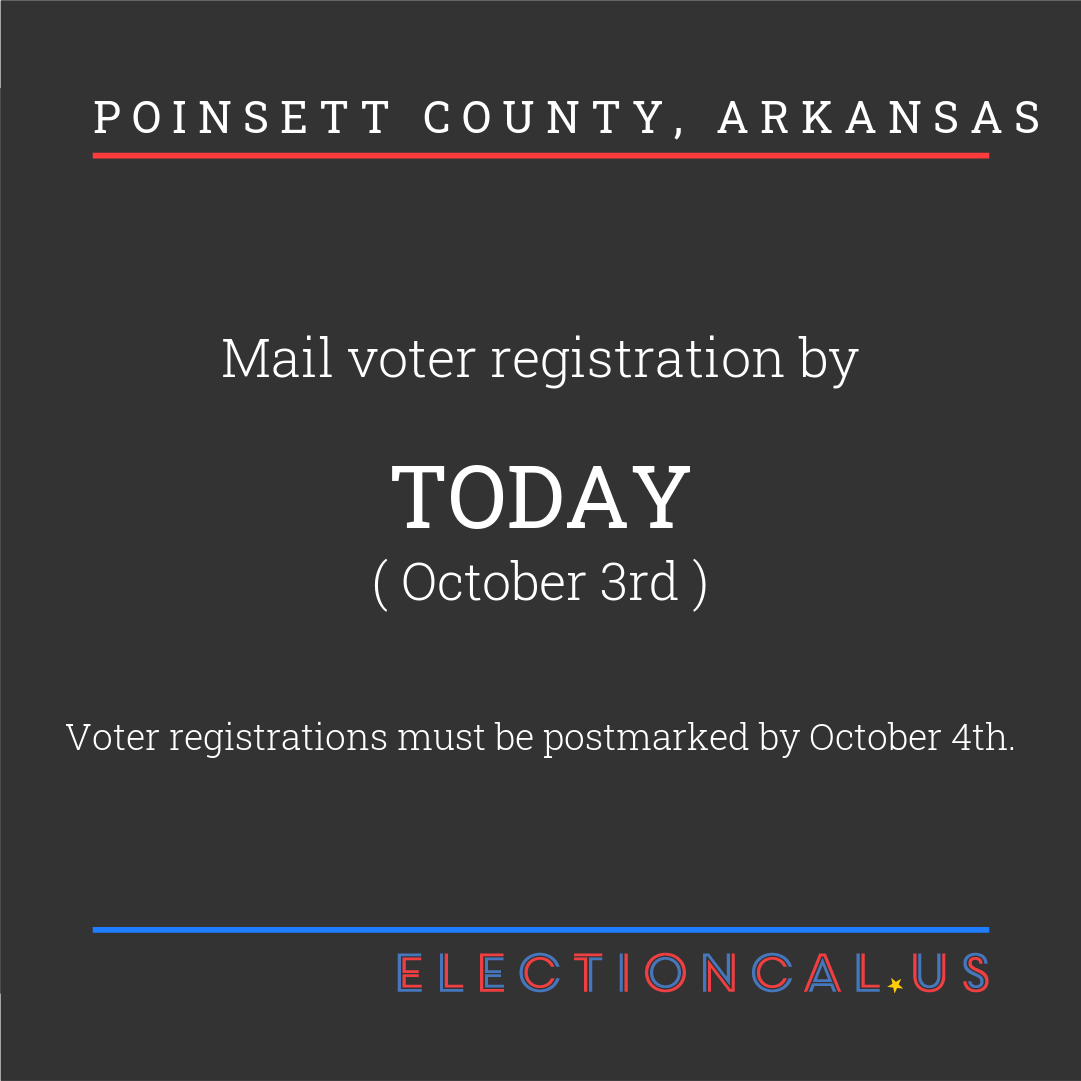 POINSETT COUNTY, ARKANSAS
Mail voter registration by
TODAY
( October 3rd )
Voter registrations must be postmarked by October 4th.
ELECTIONCAL.US